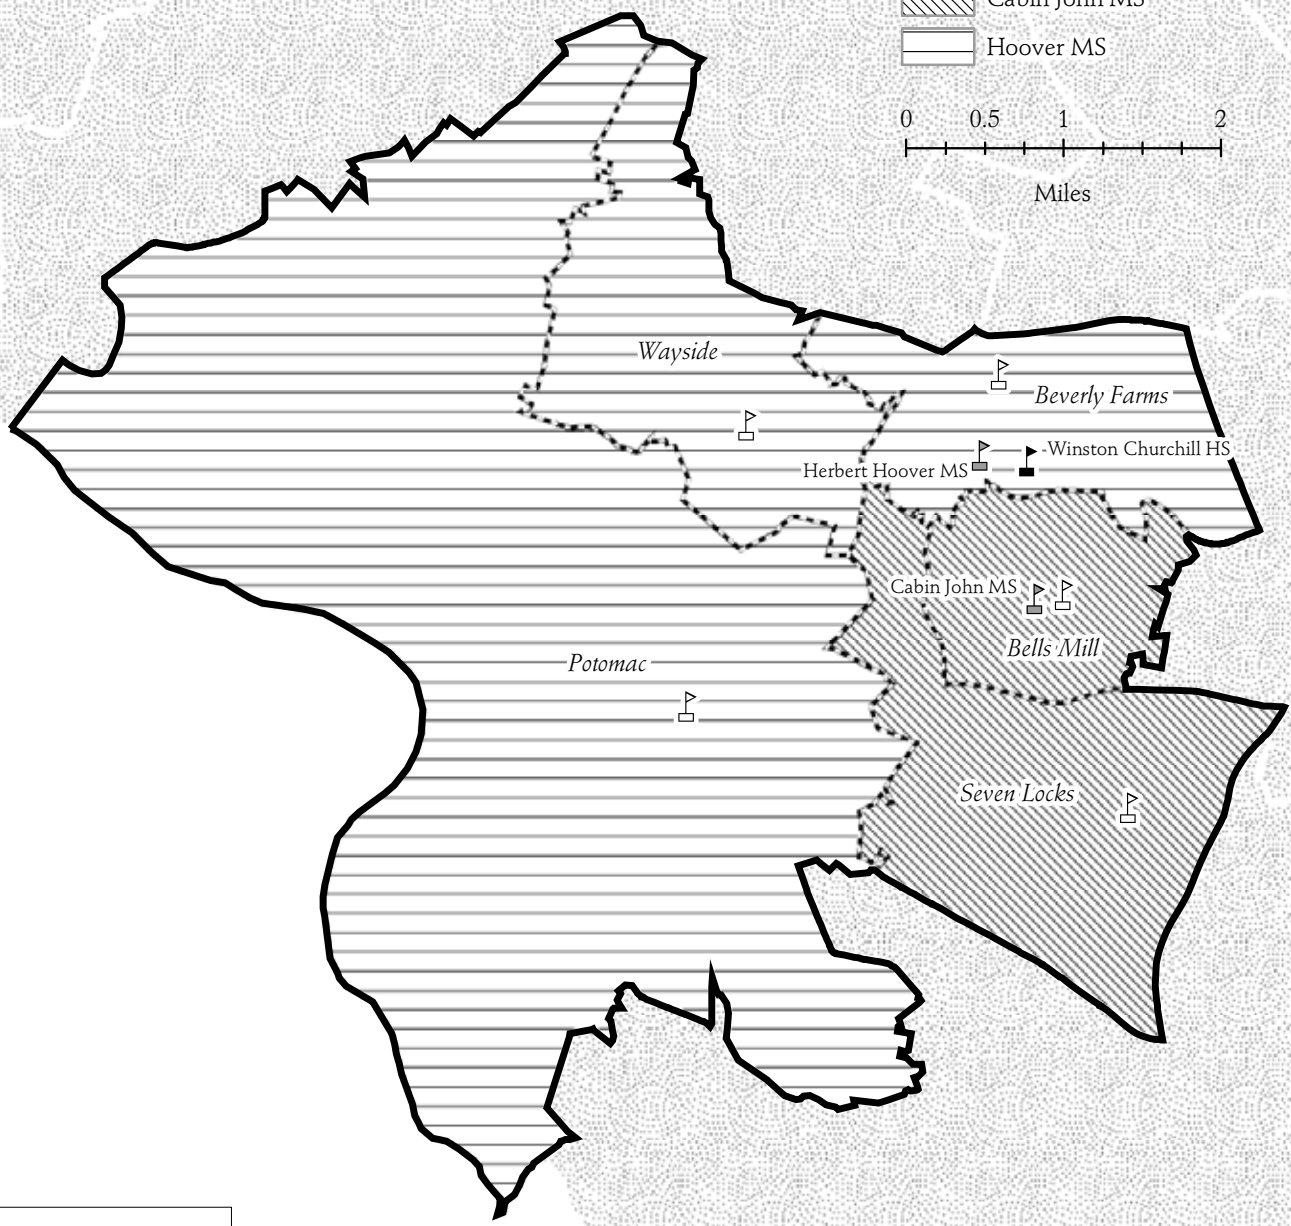 Cabin John MS
Hoover MS
0 0.5 1 2
Miles
Wayside
Beverly Farms
Winston Churchill HS
Herbert Hoover MS
Cabin John MS
Bells Mill
Potomac
Seven Locks